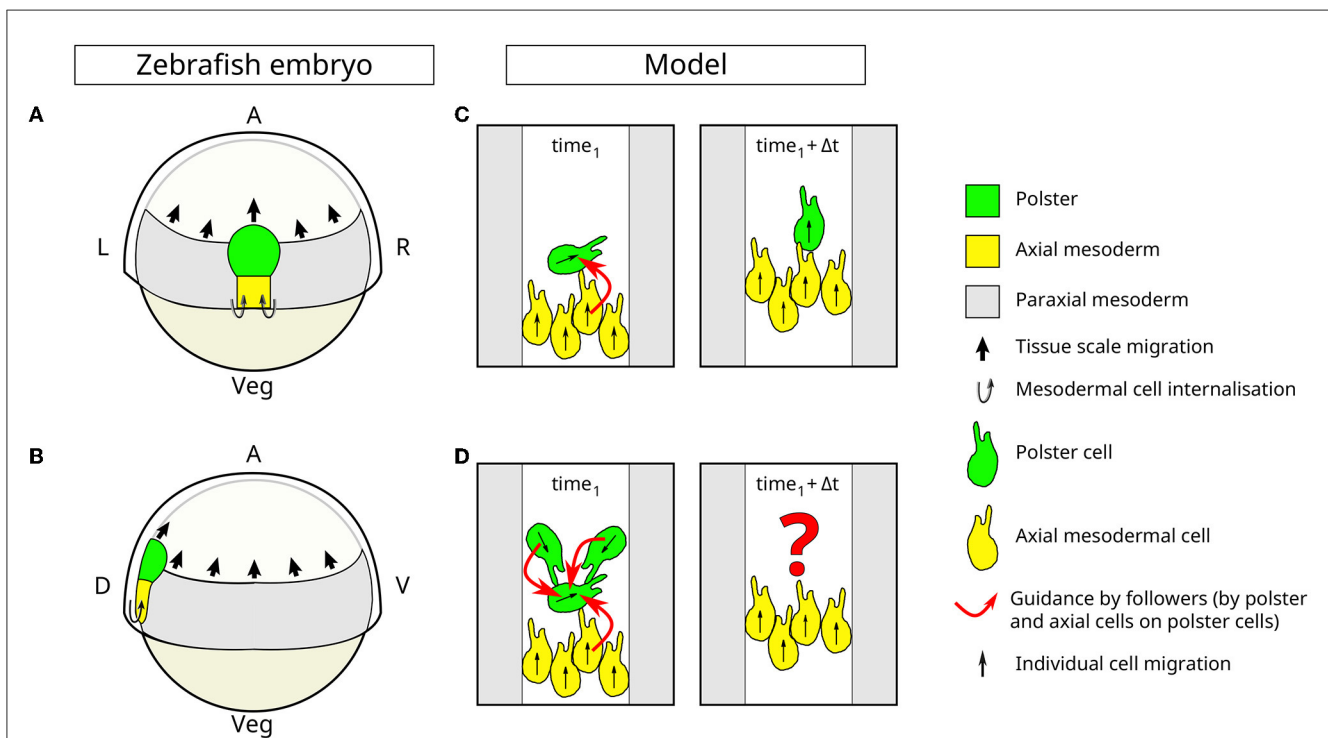 Zebrafish embryo
Model
A
A
L
R
Veg
B
A
D
V
Veg
C
time₁
time₁ + Δt
D
time₁
time₁ + Δt
?
Polster
Axial mesoderm
Paraxial mesoderm
Tissue scale migration
Mesodermal cell internalisation
Polster cell
Axial mesodermal cell
Guidance by followers (by polster
and axial cells on polster cells)
Individual cell migration